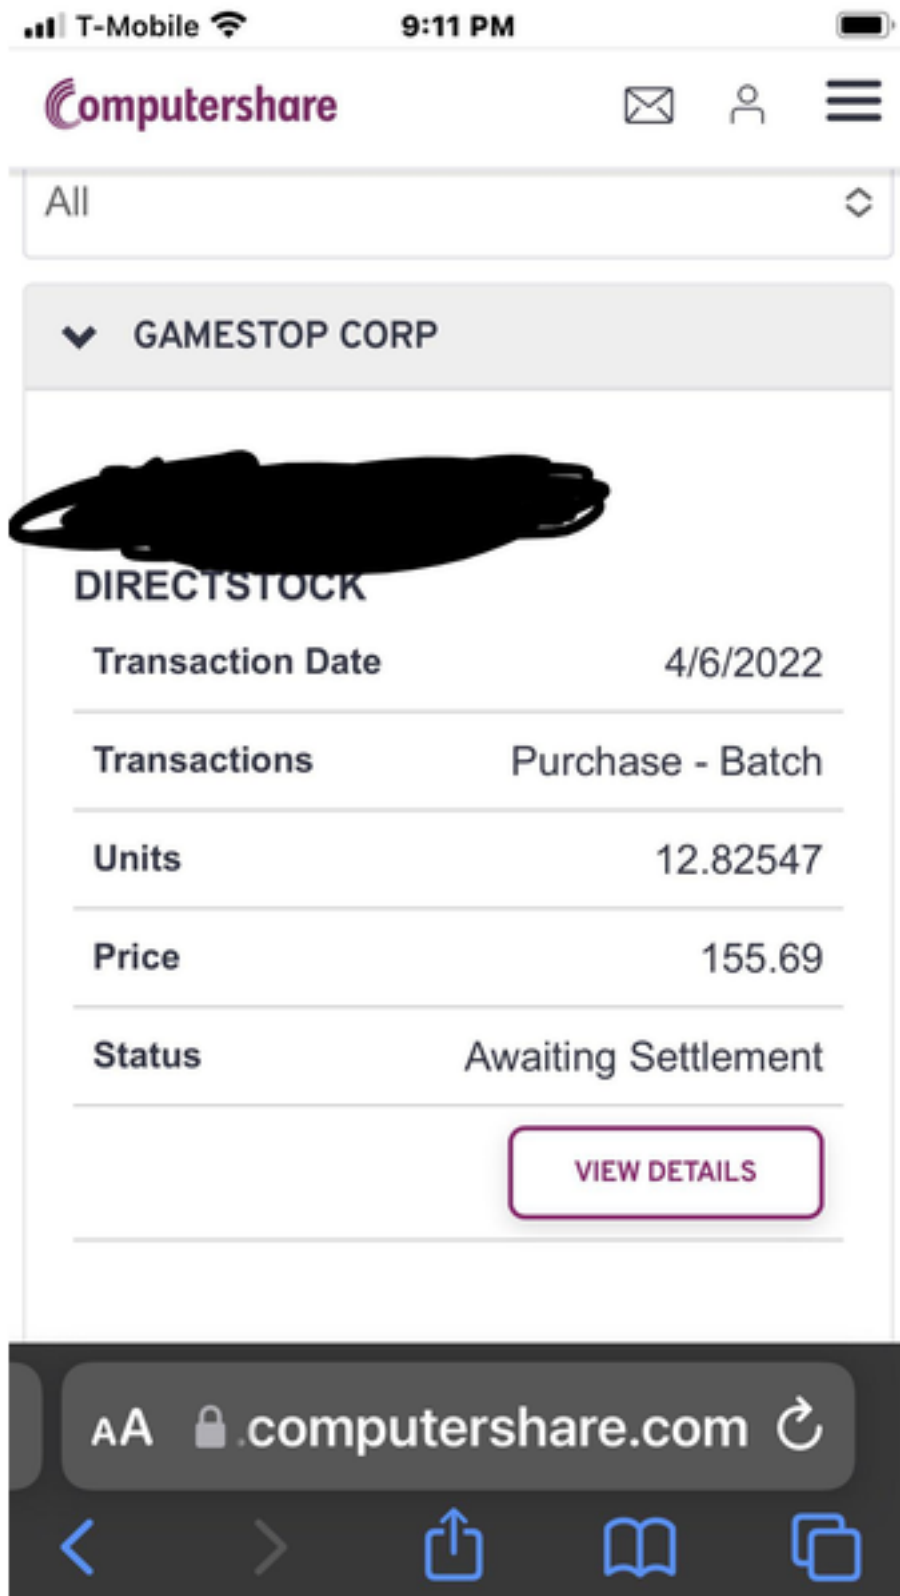 T-Mobile 9:11 PM
Computershare
All
GAMESTOP CORP
DIRECTSTOCK
Transaction Date 4/6/2022
Transactions Purchase - Batch
Units 12.82547
Price 155.69
Status Awaiting Settlement
VIEW DETAILS
AA .computershare.com